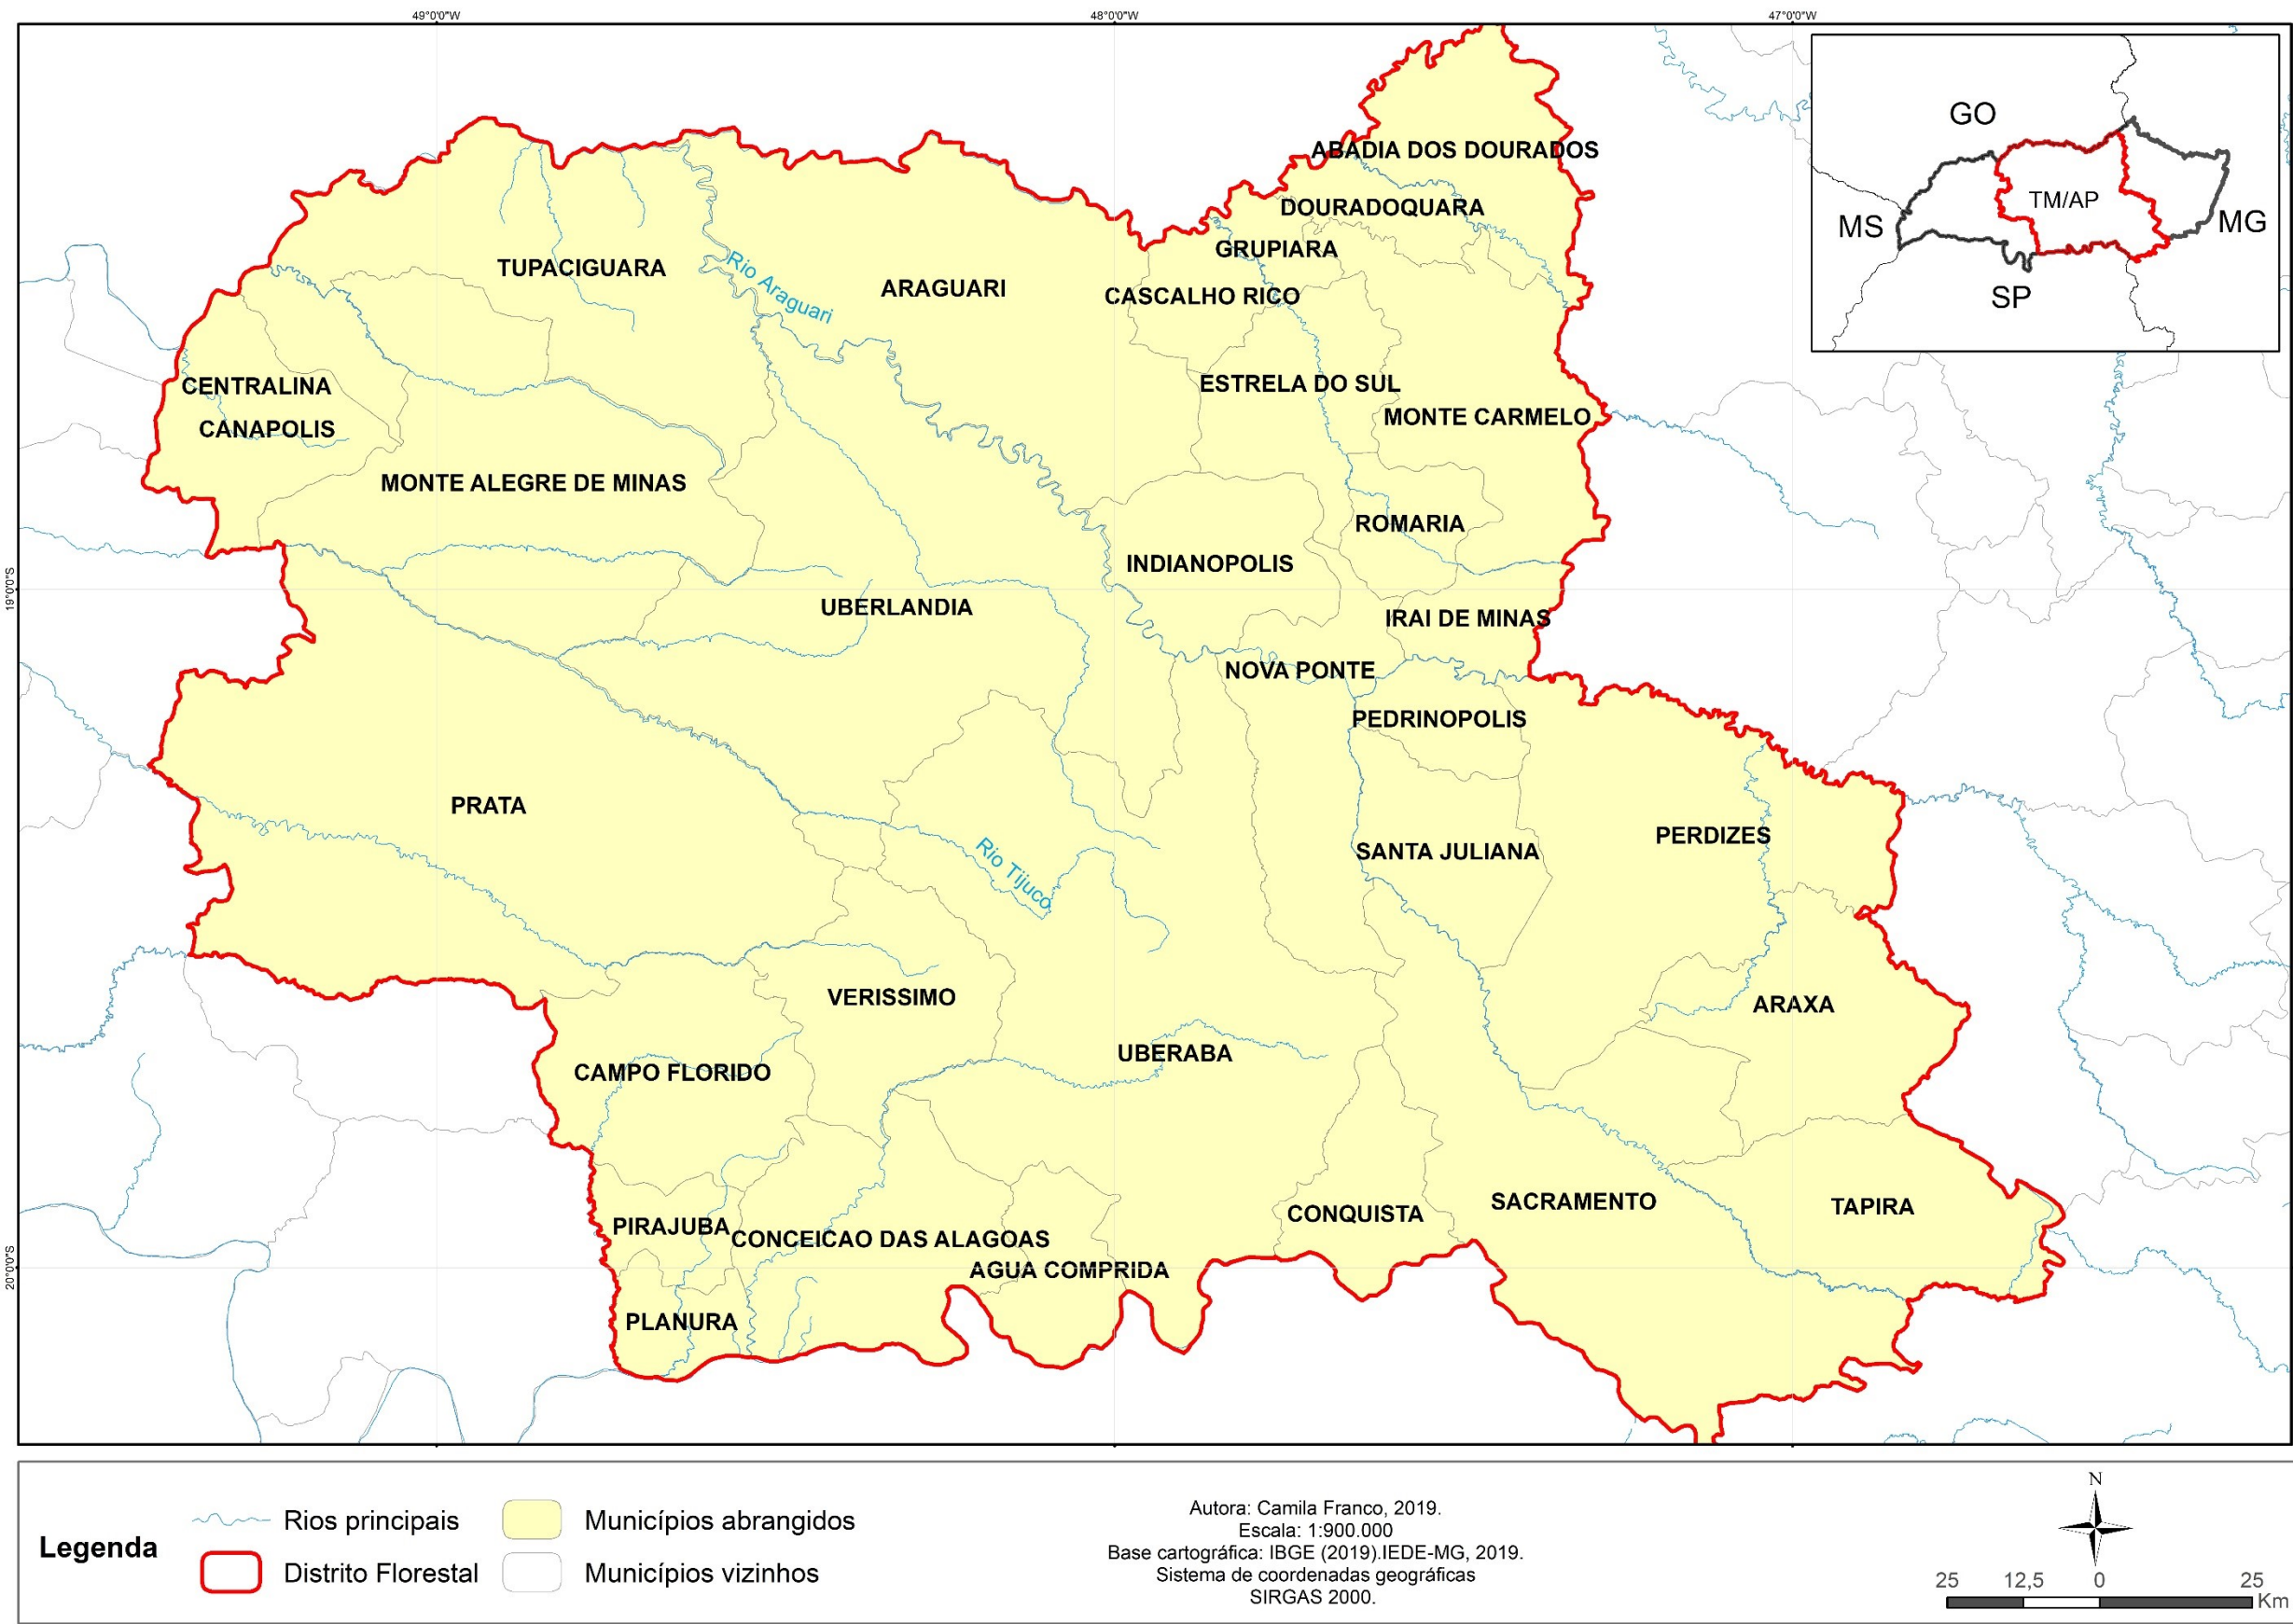 49°0'0"W
48°0'0"W
47°0'0"W
GO
ABADIA DOS DOURADOS
TM/AP
DOURADOQUARA
MS
MG
GRUPIARA
TUPACIGUARA
Rio Araguari
ARAGUARI
CASCALHO RICO
SP
CENTRALINA
ESTRELA DO SUL
MONTE CARMELO
CANAPOLIS
MONTE ALEGRE DE MINAS
ROMARIA
INDIANOPOLIS
19°0'0"S
UBERLANDIA
IRAI DE MINAS
NOVA PONTE
PEDRINOPOLIS
PRATA
PERDIZES
SANTA JULIANA
Rio Tijuco
VERISSIMO
ARAXA
UBERABA
CAMPO FLORIDO
SACRAMENTO
TAPIRA
CONQUISTA
PIRAJUBA
CONCEICAO DAS ALAGOAS
AGUA COMPRIDA
20°0'0"S
PLANURA
Legenda
Rios principais
Municípios abrangidos
Distrito Florestal
Municípios vizinhos
Autora: Camila Franco, 2019.
Escala: 1:900.000
Base cartográfica: IBGE (2019).IEDE-MG, 2019.
Sistema de coordenadas geográficas
SIRGAS 2000.
N
25 12,5 0 25
Km